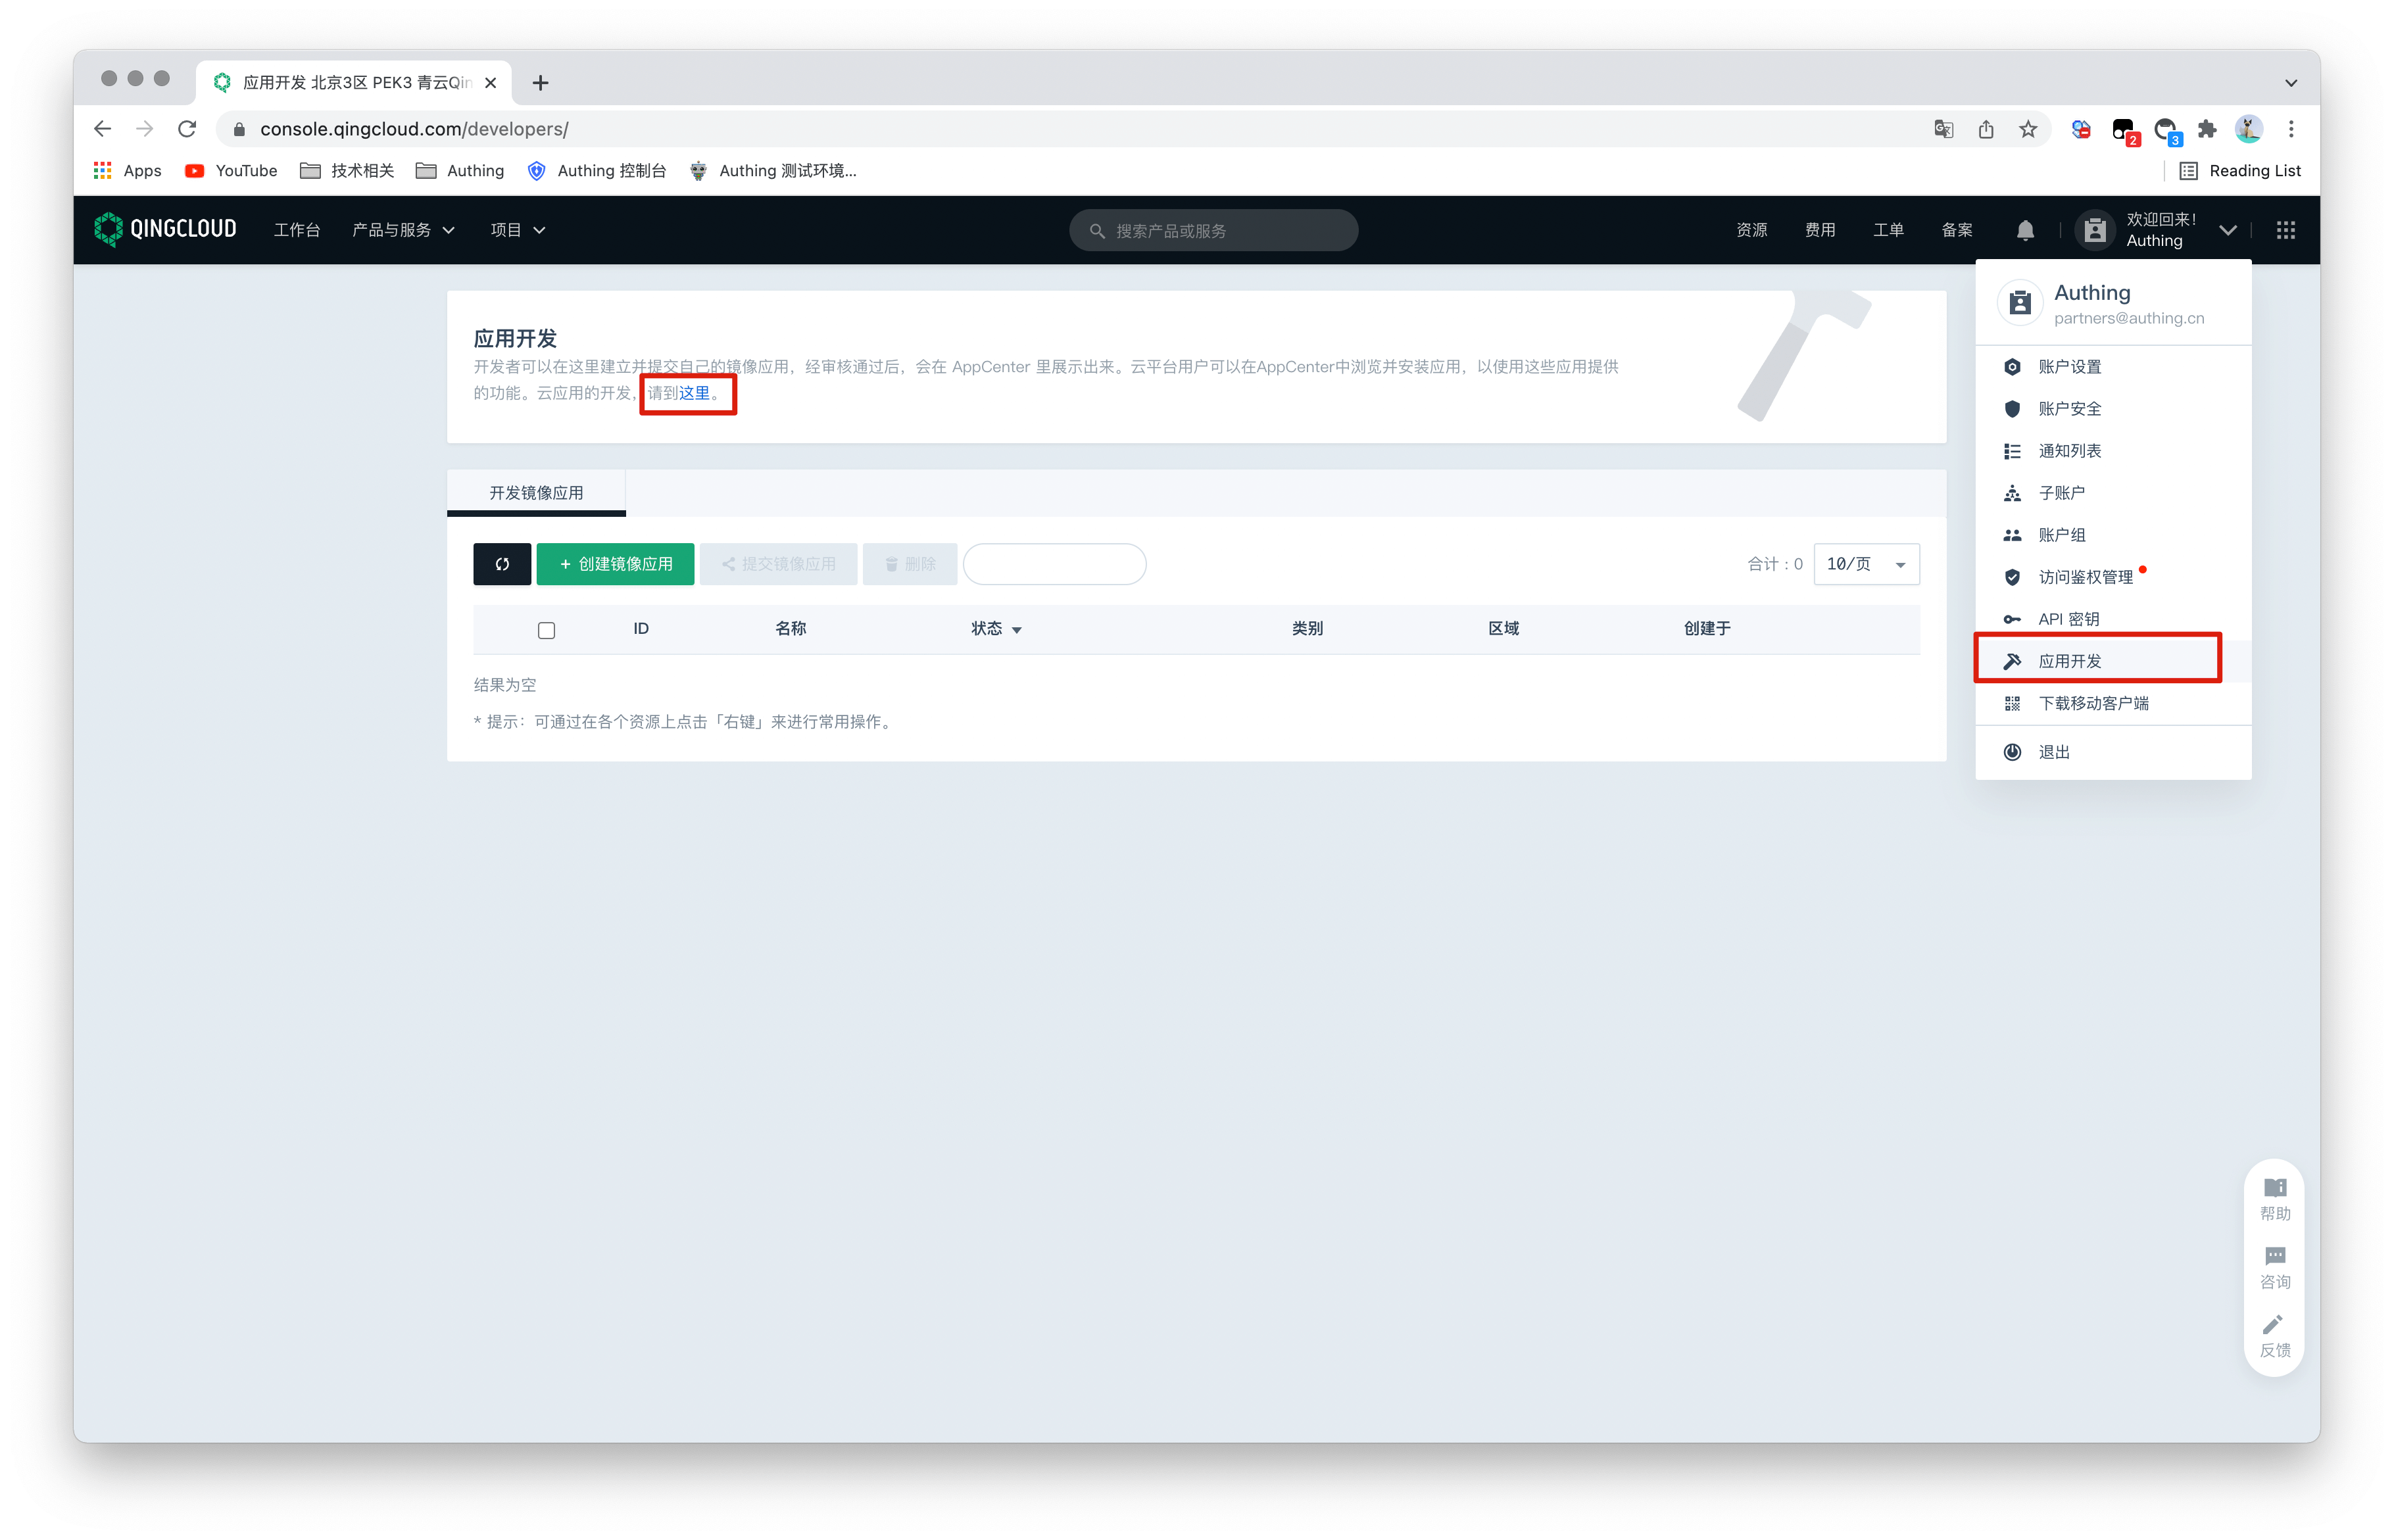 应用开发 北京3区 PEK3 青云Qin
console.qingcloud.com/developers/
2
3
Apps YouTube 技术相关 Authing Authing 控制台 Authing 测试环境... Reading List
QINGCLOUD 工作台 产品与服务 项目 搜索产品或服务 资源 费用 工单 备案 欢迎回来！
Authing
应用开发
开发者可以在这里建立并提交自己的镜像应用，经审核通过后，会在 AppCenter 里展示出来。云平台用户可以在AppCenter中浏览并安装应用，以使用这些应用提供
的功能。云应用的开发，请到这里。
开发镜像应用
+ 创建镜像应用 提交镜像应用 删除 合计：0 10/页
ID 名称 状态 类别 区域 创建于
结果为空
* 提示：可通过在各个资源上点击「右键」来进行常用操作。
Authing
partners@authing.cn
账户设置
账户安全
通知列表
子账户
账户组
访问鉴权管理
API 密钥
应用开发
下载移动客户端
退出
帮助
咨询
反馈